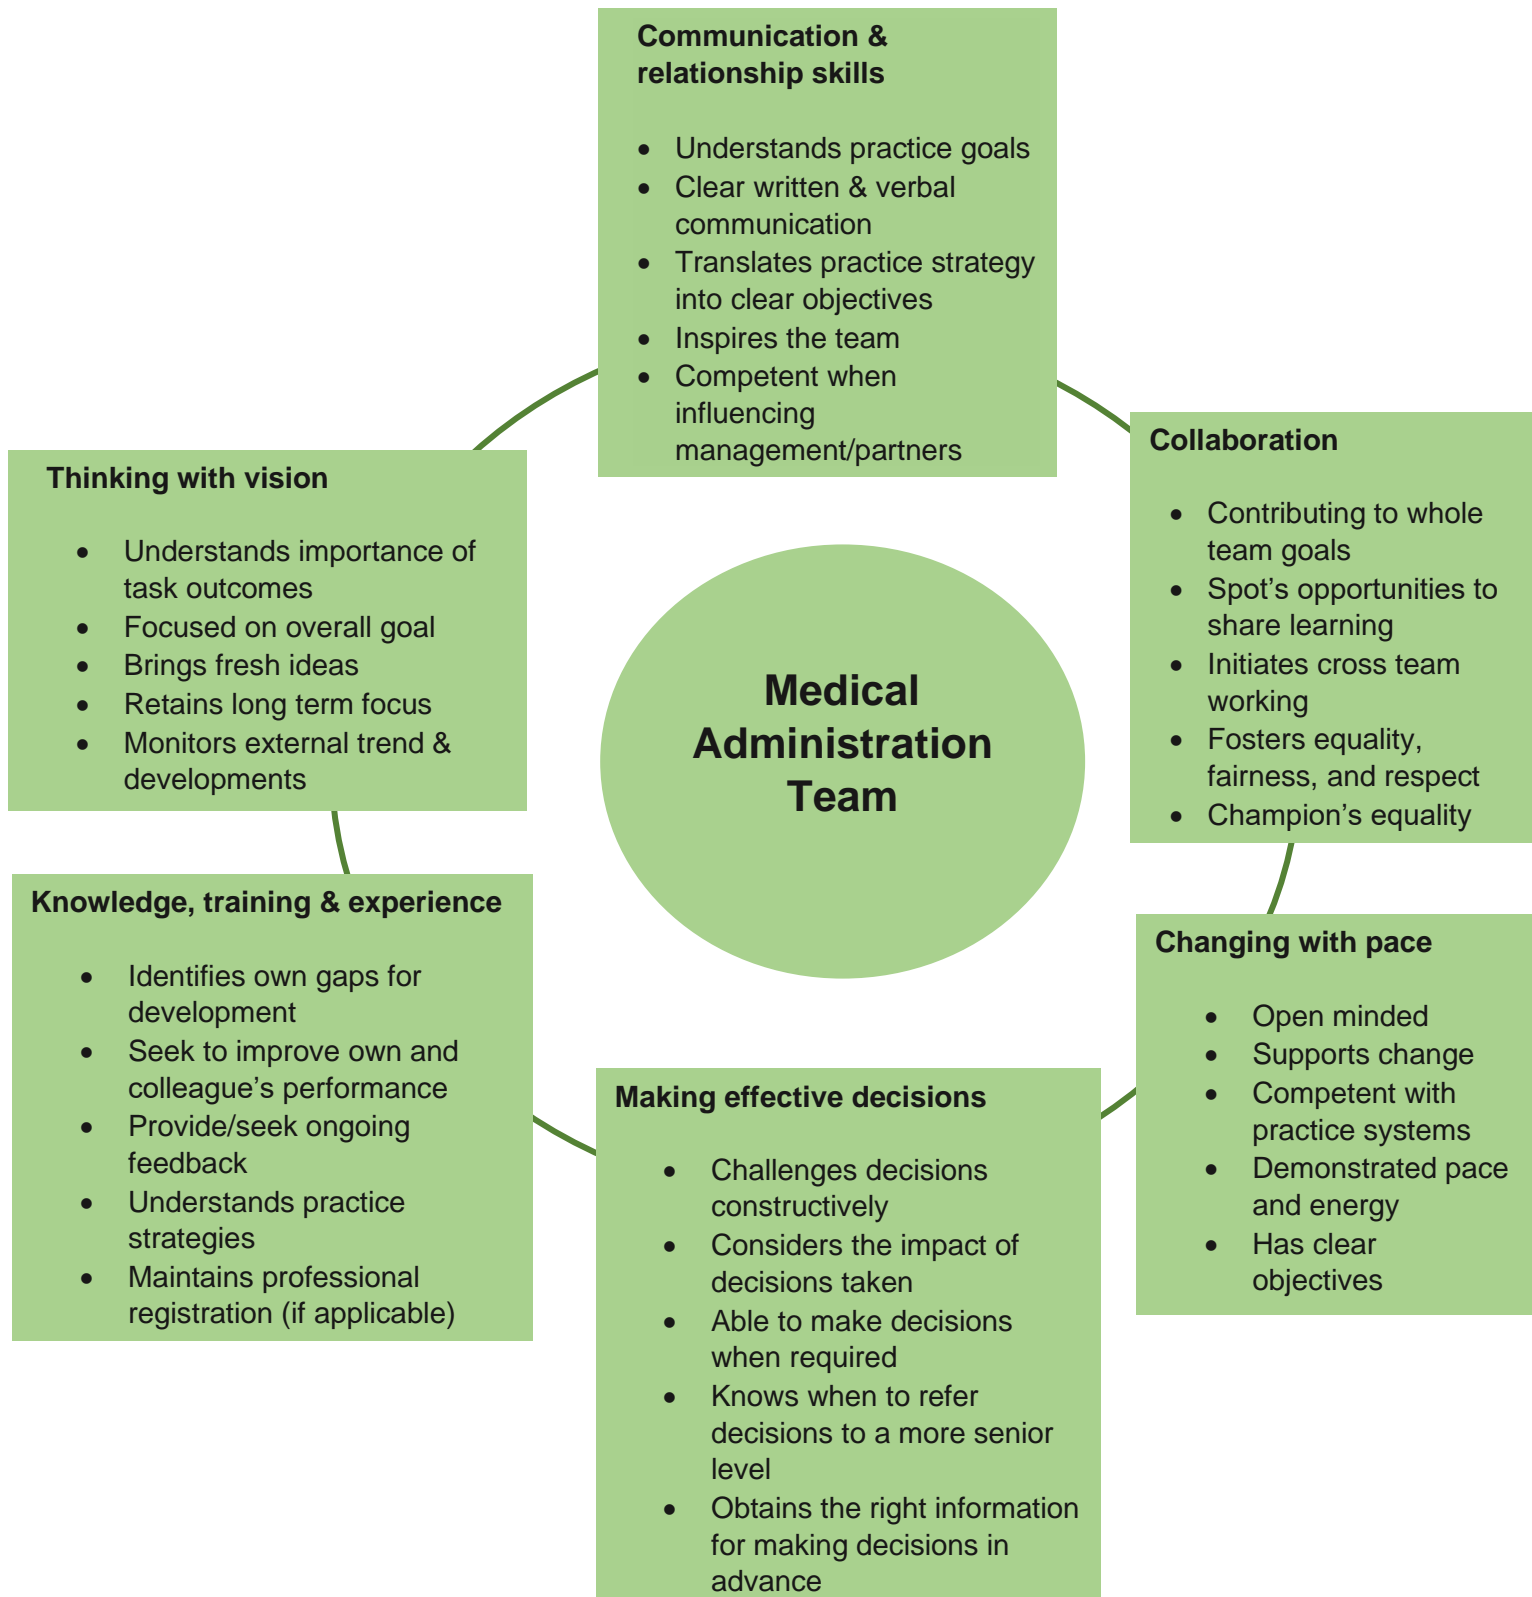 Communication &
relationship skills
• Understands practice goals
• Clear written & verbal
communication
• Translates practice strategy
into clear objectives
• Inspires the team
• Competent when
influencing
management/partners
Collaboration
• Contributing to whole
team goals
• Spot’s opportunities to
share learning
• Initiates cross team
working
• Fosters equality,
fairness, and respect
• Champion’s equality
Thinking with vision
• Understands importance of
task outcomes
• Focused on overall goal
• Brings fresh ideas
• Retains long term focus
• Monitors external trend &
developments
Medical
Administration
Team
Knowledge, training & experience
• Identifies own gaps for
development
• Seek to improve own and
colleague’s performance
• Provide/seek ongoing
feedback
• Understands practice
strategies
• Maintains professional
registration (if applicable)
Changing with pace
• Open minded
• Supports change
• Competent with
practice systems
• Demonstrated pace
and energy
• Has clear
objectives
Making effective decisions
• Challenges decisions
constructively
• Considers the impact of
decisions taken
• Able to make decisions
when required
• Knows when to refer
decisions to a more senior
level
• Obtains the right information
for making decisions in
advance